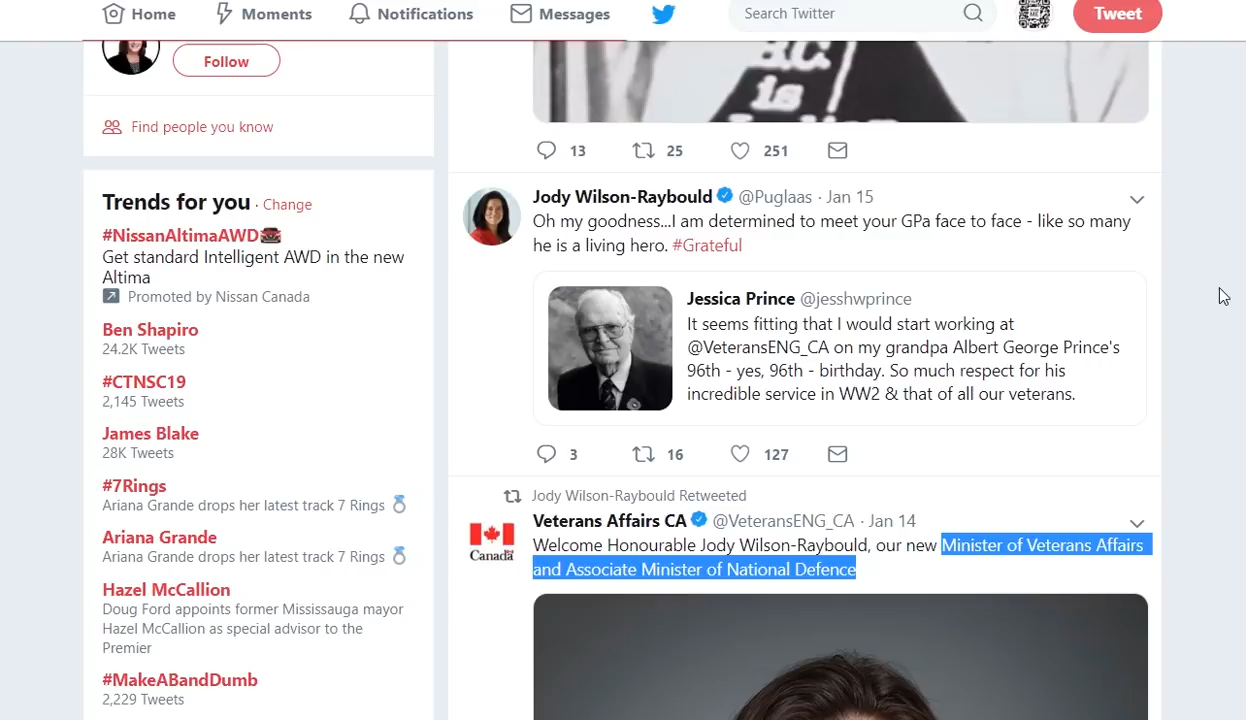 Home
Moments
Notifications
Messages
Search Twitter
Tweet
Follow
Find people you know
Trends for you · Change
#NissanAltimaAWD
Get standard Intelligent AWD in the new
Altima
Promoted by Nissan Canada
Ben Shapiro
24.2K Tweets
#CTNSC19
2,145 Tweets
James Blake
28K Tweets
#7Rings
Ariana Grande drops her latest track 7 Rings
Ariana Grande
Ariana Grande drops her latest track 7 Rings
Hazel McCallion
Doug Ford appoints former Mississauga mayor
Hazel McCallion as special advisor to the
Premier
#MakeABandDumb
2,229 Tweets
is
13 25 251
Jody Wilson-Raybould @Puglaas · Jan 15
Oh my goodness...I am determined to meet your GPa face to face - like so many
he is a living hero. #Grateful
Jessica Prince @jesshwprince
It seems fitting that I would start working at
@VeteransENG_CA on my grandpa Albert George Prince's
96th - yes, 96th - birthday. So much respect for his
incredible service in WW2 & that of all our veterans.
3 16 127
Jody Wilson-Raybould Retweeted
Veterans Affairs CA @VeteransENG_CA · Jan 14
Canada
Welcome Honourable Jody Wilson-Raybould, our new Minister of Veterans Affairs
and Associate Minister of National Defence